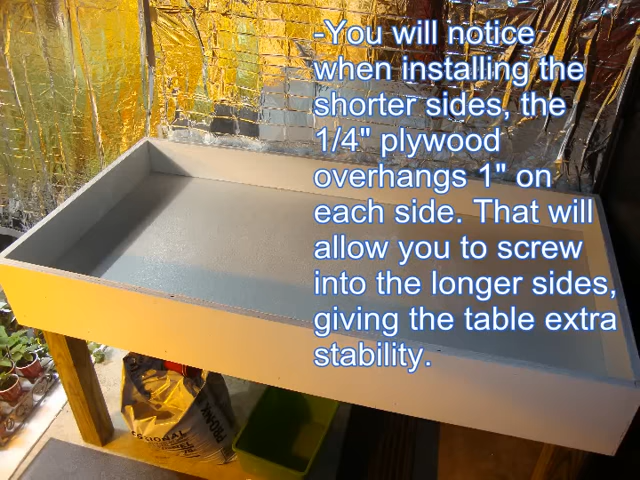 -You will notice
when installing the
shorter sides, the
1/4" plywood
overhangs 1" on
each side. That will
allow you to screw
into the longer sides,
giving the table extra
stability.